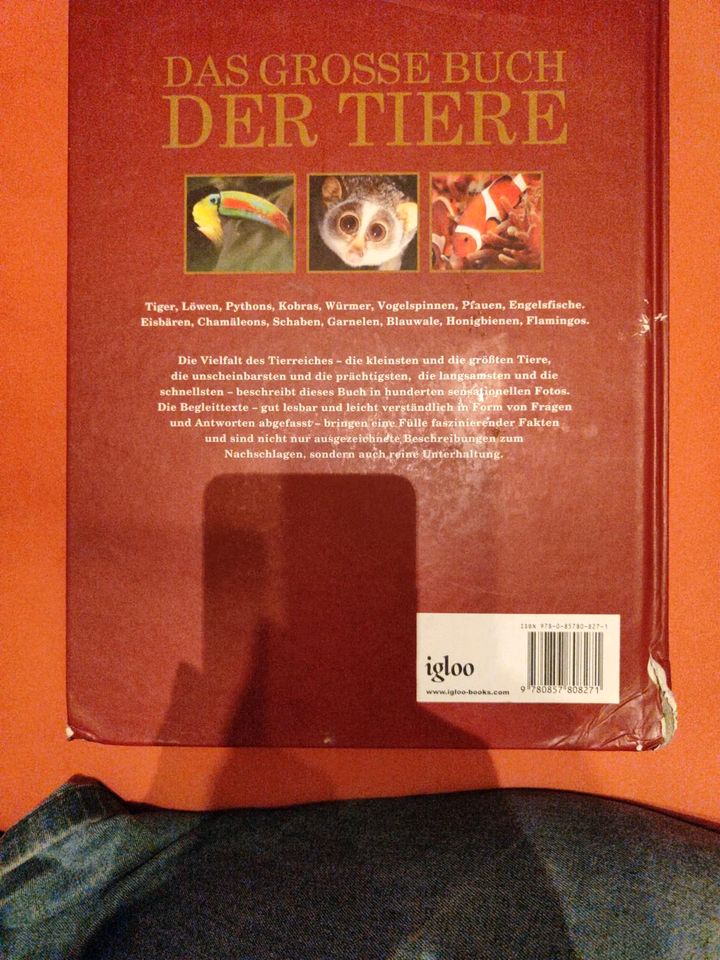 DAS GROSSE BUCH
DER TIERE
Tiger, Löwen, Pythons, Kobras, Würmer, Vogelspinnen, Pfauen, Engelsfische.
Eisbären, Chamäleons, Schaben, Garnelen, Blauwale, Honigbienen, Flamingos.
Die Vielfalt des Tierreiches – die kleinsten und die größten Tiere,
die unscheinbarsten und die prächtigsten, die langsamsten und die
schnellsten – beschreibt dieses Buch in hunderten sensationellen Fotos.
Die Begleittexte – gut lesbar und leicht verständlich in Form von Fragen
und Antworten abgefasst – bringen eine Fülle faszinierender Fakten
und sind nicht nur ausgezeichnete Beschreibungen zum
Nachschlagen, sondern auch reine Unterhaltung.
ISBN 978-0-85780-827-1
igloo
www.igloo-books.com
9 780857 808271